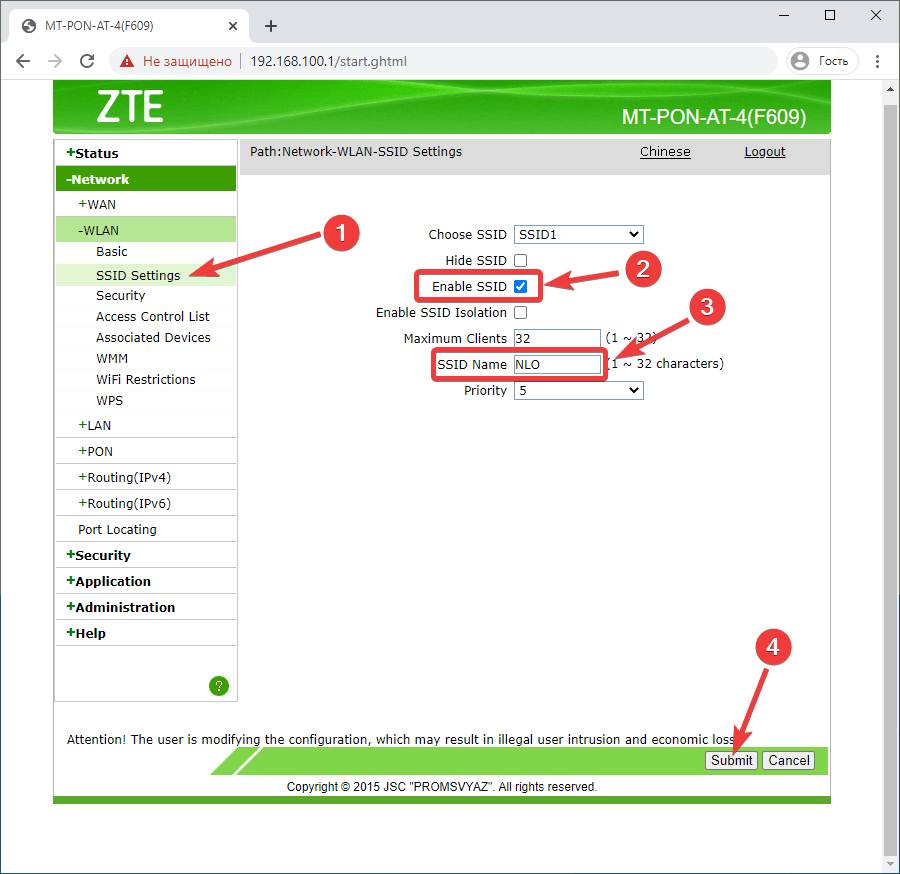 MT-PON-AT-4(F609)
Не защищено
192.168.100.1/start.ghtml
Гость
ZTE
MT-PON-AT-4(F609)
+Status
-Network
+WAN
-WLAN
Basic
SSID Settings
Security
Access Control List
Associated Devices
WMM
WiFi Restrictions
WPS
+LAN
+PON
+Routing(IPv4)
+Routing(IPv6)
Port Locating
+Security
+Application
+Administration
+Help
?
Path:Network-WLAN-SSID Settings
Chinese
Logout
1
Choose SSID SSID1
Hide SSID
2
Enable SSID
Enable SSID Isolation
3
Maximum Clients 32 (1 ~ 32)
SSID Name NLO (1 ~ 32 characters)
Priority 5
4
Attention! The user is modifying the configuration, which may result in illegal user intrusion and economic loss
Submit Cancel
Copyright © 2015 JSC "PROMSVYAZ". All rights reserved.